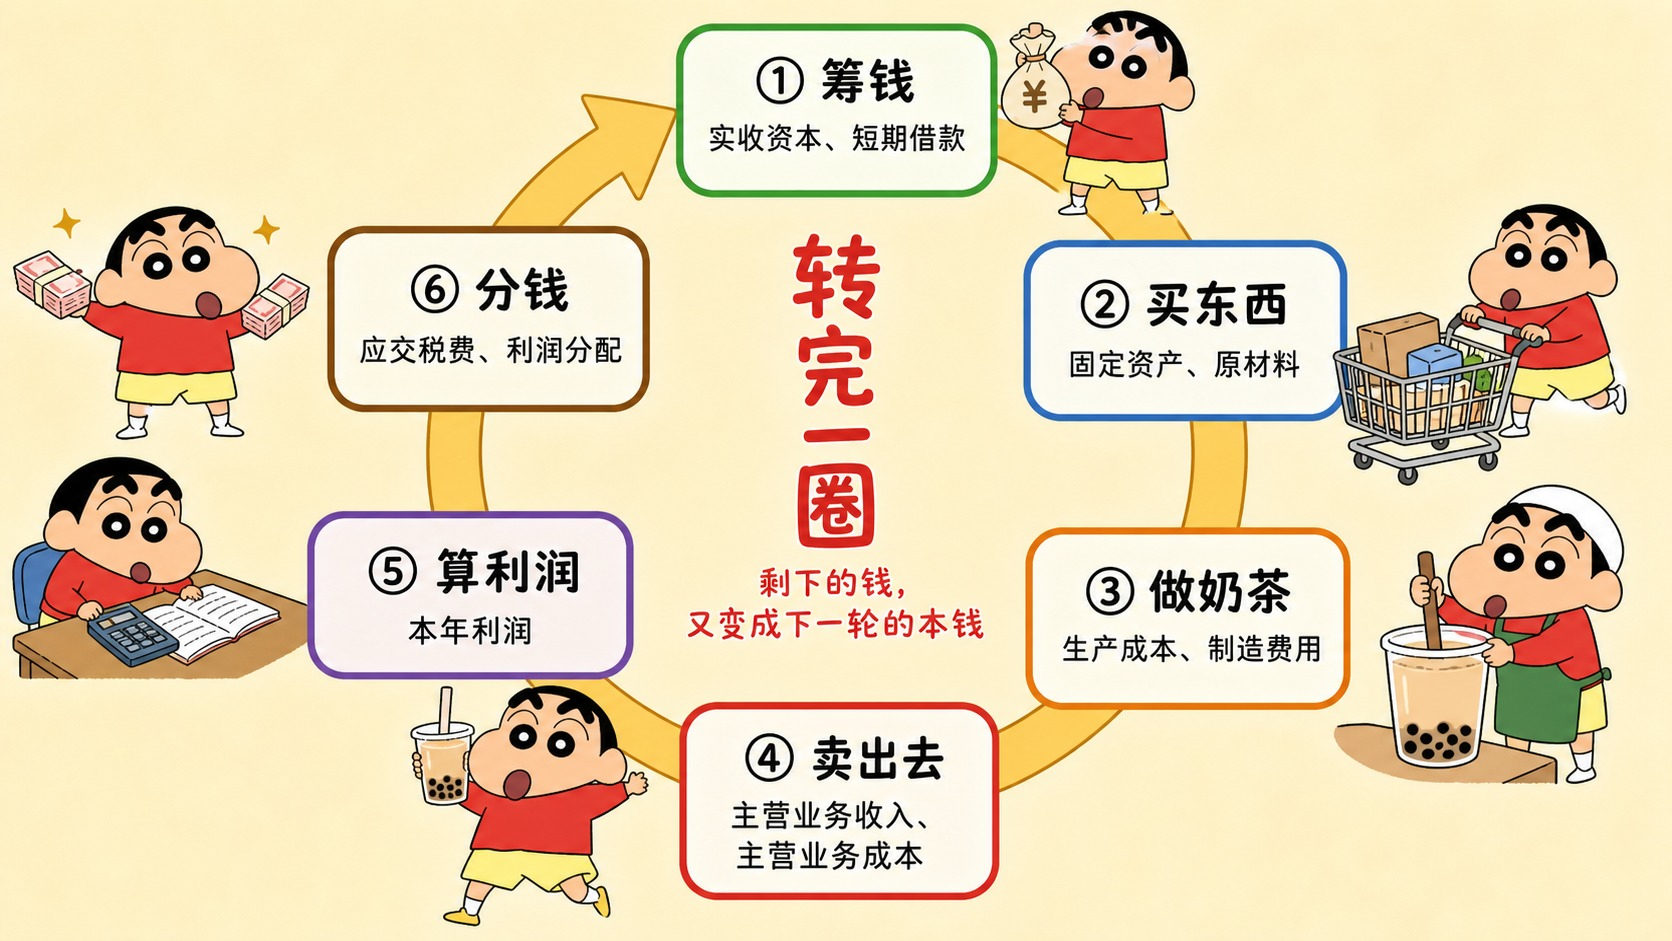 ① 筹钱
实收资本、短期借款
¥
② 买东西
固定资产、原材料
③ 做奶茶
生产成本、制造费用
④ 卖出去
主营业务收入、
主营业务成本
⑤ 算利润
本年利润
⑥ 分钱
应交税费、利润分配
转完一圈
剩下的钱，
又变成下一轮的本钱